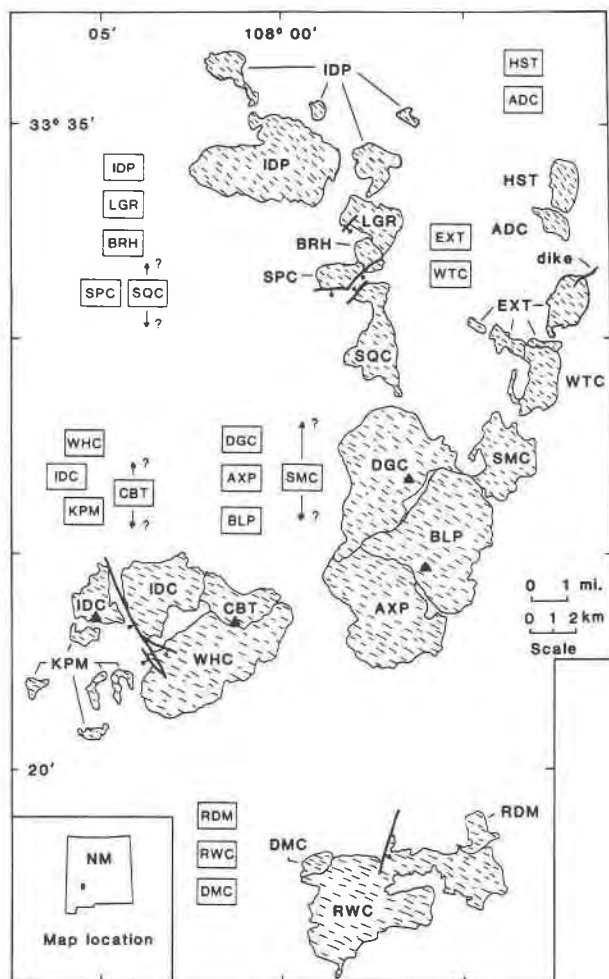 05' 108° 00'
IDP
HST
ADC
33° 35'
IDP
IDP
LGR
HST
LGR
BRH
ADC
BRH
EXT
?
SPC
WTC
dike
SPC SQC
EXT
?
SQC
WTC
WHC
?
DGC
?
IDC
CBT
AXP
SMC
DGC
SMC
KPM
?
BLP
?
BLP
IDC
IDC
CBT
AXP
0 1 mi.
0 1 2 km
Scale
KPM
WHC
20'
RDM
RDM
NM
RWC
DMC
DMC
RWC
Map location